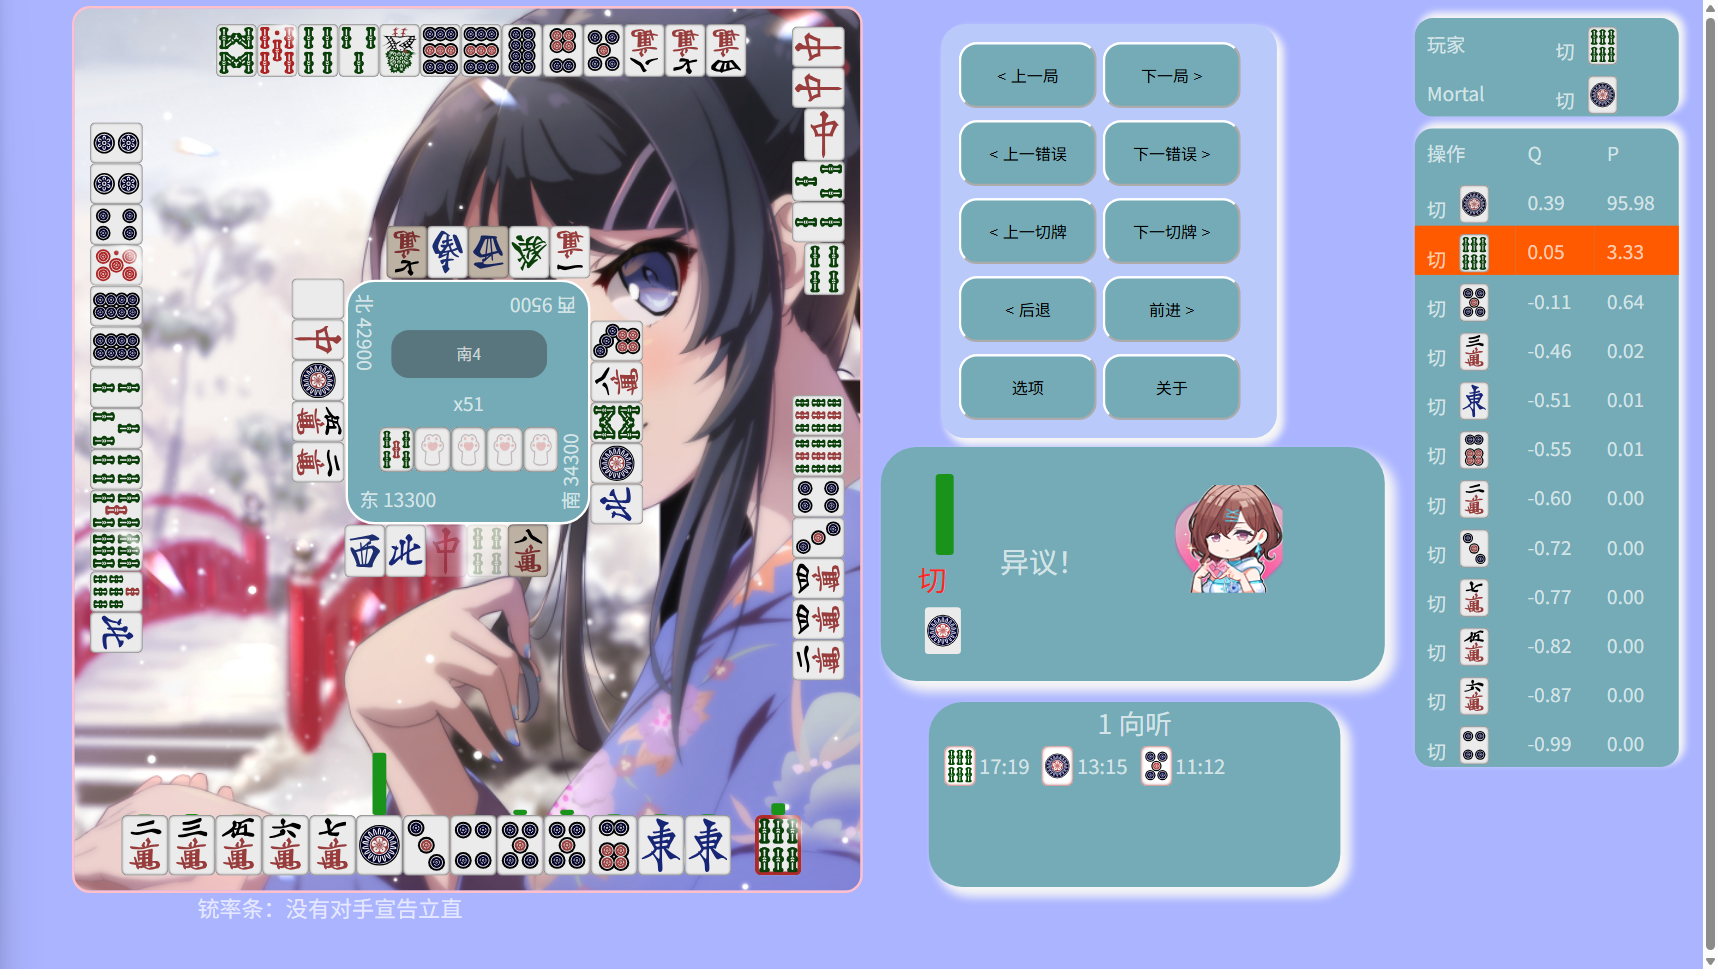 北 42900
西 9500
南4
x51
东 13300
南 34300
铳率条：没有对手宣告立直
< 上一局
下一局 >
< 上一错误
下一错误 >
< 上一切牌
下一切牌 >
< 后退
前进 >
选项
关于
切
异议！
1 向听
17:19
13:15
11:12
玩家 切
Mortal 切
操作 Q P
切 0.39 95.98
切 0.05 3.33
切 -0.11 0.64
切 -0.46 0.02
切 -0.51 0.01
切 -0.55 0.01
切 -0.60 0.00
切 -0.72 0.00
切 -0.77 0.00
切 -0.82 0.00
切 -0.87 0.00
切 -0.99 0.00